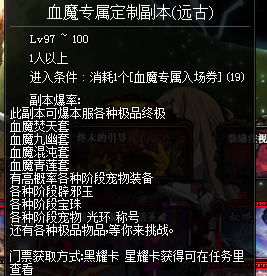 血魔专属定制副本(远古)
Lv97 ~ 100
1人以上
进入条件：消耗1个[血魔专属入场券] (19)
副本爆率:
此副本可爆本服各种极品终极
血魔焚天套
血魔九幽套
血魔混沌套
血魔青莲套
有高概率各种阶段宠物装备
各种阶段辟邪玉
各种阶段宝珠
各种阶段宠物 光环 称号
还有各种极品物品;等你来挑战。
门票获取方式:黑耀卡 星耀卡获得可在任务里
查看